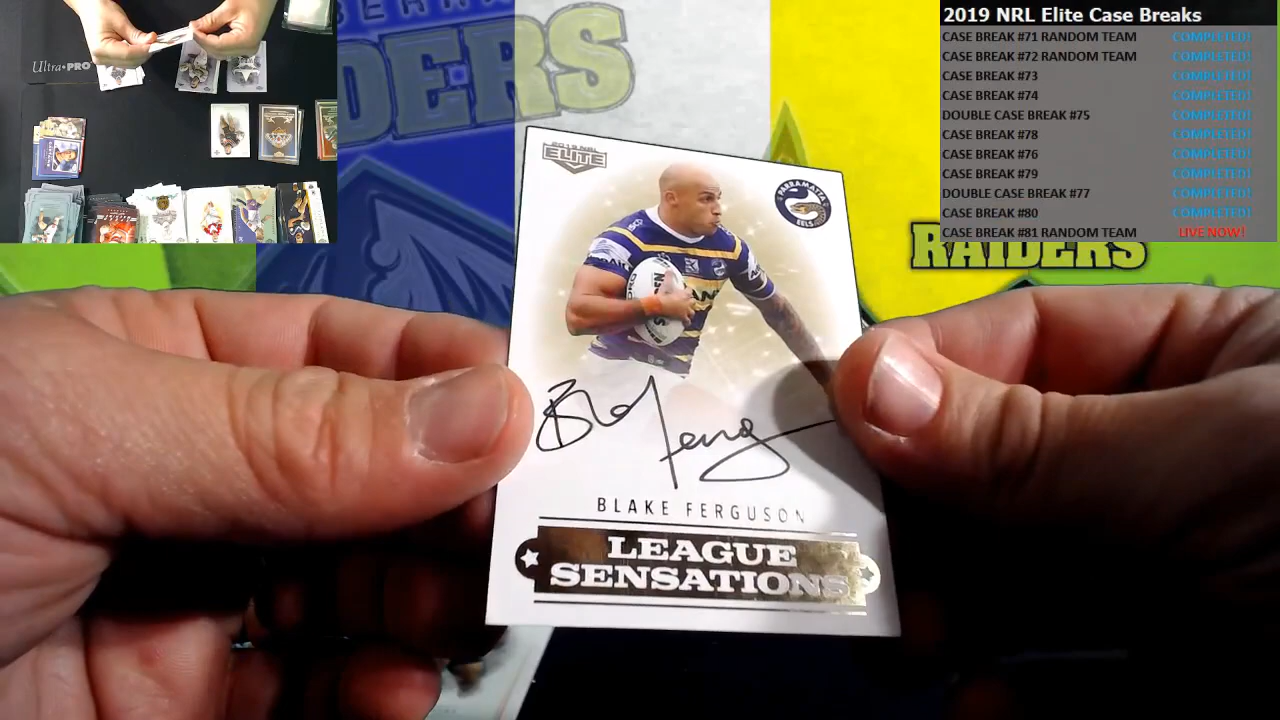 Ultra•PRO
RAIDERS
2019 NRL Elite Case Breaks
CASE BREAK #71 RANDOM TEAM COMPLETED!
CASE BREAK #72 RANDOM TEAM COMPLETED!
CASE BREAK #73 COMPLETED!
CASE BREAK #74 COMPLETED!
DOUBLE CASE BREAK #75 COMPLETED!
CASE BREAK #78 COMPLETED!
CASE BREAK #76 COMPLETED!
CASE BREAK #79 COMPLETED!
DOUBLE CASE BREAK #77 COMPLETED!
CASE BREAK #80 COMPLETED!
CASE BREAK #81 RANDOM TEAM LIVE NOW!
RAIDERS
2019 NRL
ELITE
PARRAMATTA
EELS
BLAKE FERGUSON
LEAGUE
SENSATIONS